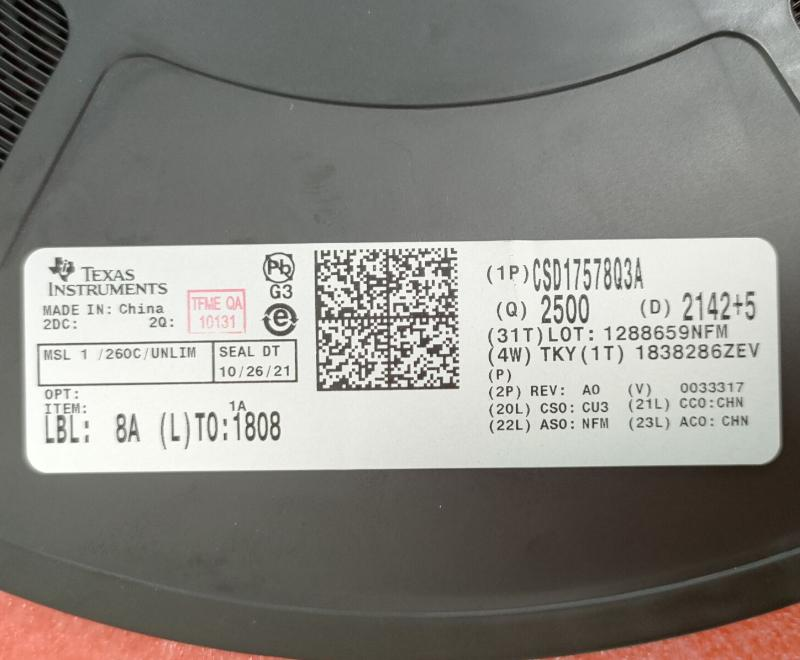 TEXAS
INSTRUMENTS
MADE IN: China
2DC: 2Q:
TFME QA
10131
Pb
G3
e
MSL 1 /260C/UNLIM
SEAL DT
10/26/21
OPT:
ITEM:
1A
LBL: 8A (L)TO:1808
(1P)CSD17578Q3A
(Q) 2500 (D) 2142+5
(31T)LOT: 1288659NFM
(4W) TKY(1T) 1838286ZEV
(P)
(2P) REV: A0 (V) 0033317
(20L) CSO: CU3 (21L) CCO:CHN
(22L) ASO: NFM (23L) ACO: CHN